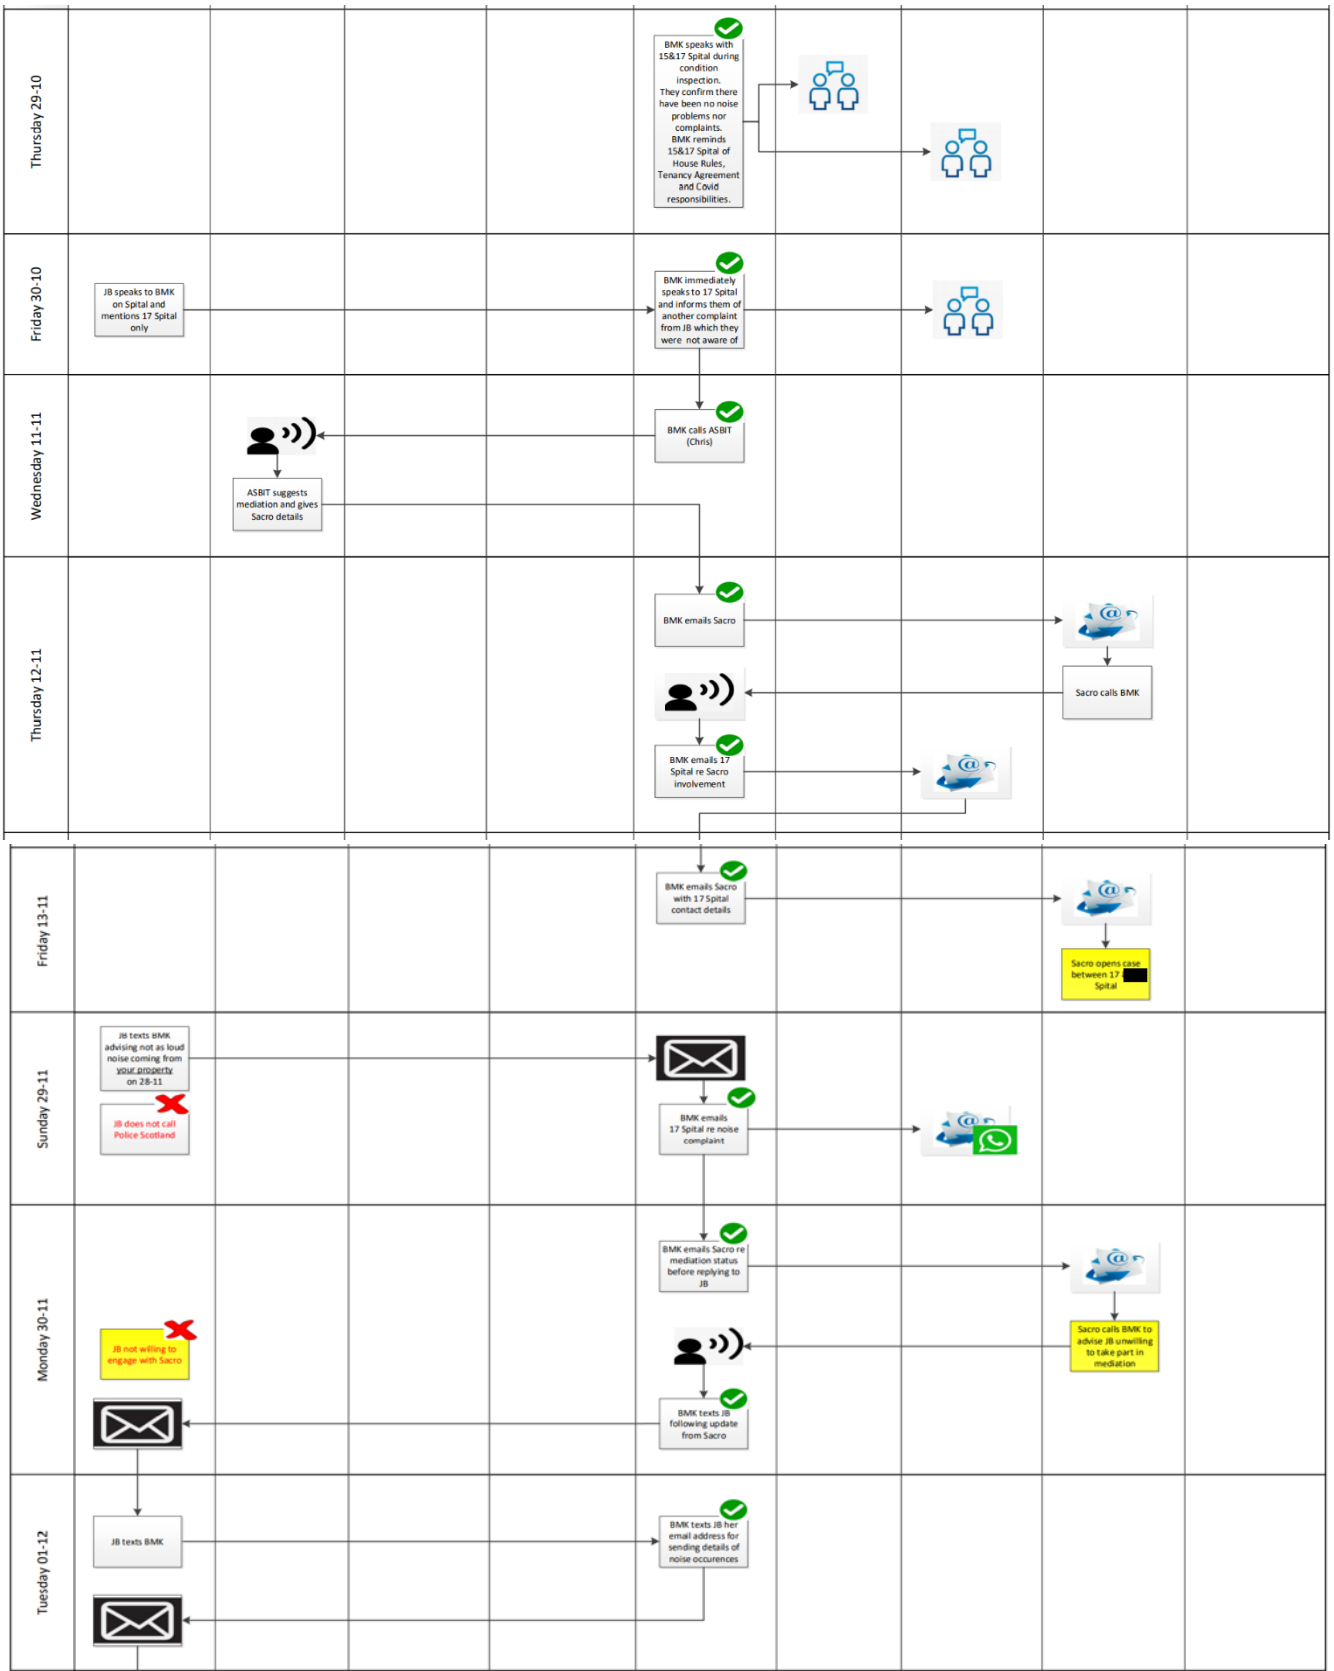 Thursday 29-10
BMK speaks with
15&17 Spital during
condition
inspection.
They confirm there
have been no noise
problems nor
complaints.
BMK reminds
15&17 Spital of
House Rules,
Tenancy Agreement
and Covid
responsibilities.
Friday 30-10
JB speaks to BMK
on Spital and
mentions 17 Spital
only
BMK immediately
speaks to 17 Spital
and informs them of
another complaint
from JB which they
were not aware of
Wednesday 11-11
BMK calls ASBIT
(Chris)
ASBIT suggests
mediation and gives
Sacro details
Thursday 12-11
BMK emails Sacro
@
Sacro calls BMK
BMK emails 17
Spital re Sacro
involvement
@
Friday 13-11
BMK emails Sacro
with 17 Spital
contact details
@
Sacro opens case
between 17
Spital
Sunday 29-11
JB texts BMK
advising not as loud
noise coming from
your property
on 28-11
JB does not call
Police Scotland
BMK emails
17 Spital re noise
complaint
@
Monday 30-11
BMK emails Sacro re
mediation status
before replying to
JB
@
JB not willing to
engage with Sacro
Sacro calls BMK to
advise JB unwilling
to take part in
mediation
BMK texts JB
following update
from Sacro
Tuesday 01-12
JB texts BMK
BMK texts JB her
email address for
sending details of
noise occurences